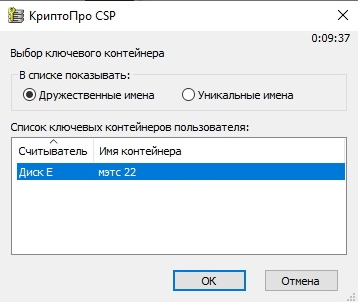 КриптоПро CSP
0:09:37
Выбор ключевого контейнера
В списке показывать:
Дружественные имена
Уникальные имена
Список ключевых контейнеров пользователя:
Считыватель Имя контейнера
Диск E мэтс 22
ОК Отмена